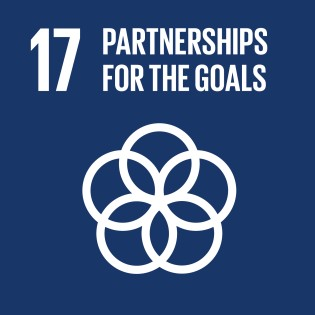 17 PARTNERSHIPS
FOR THE GOALS